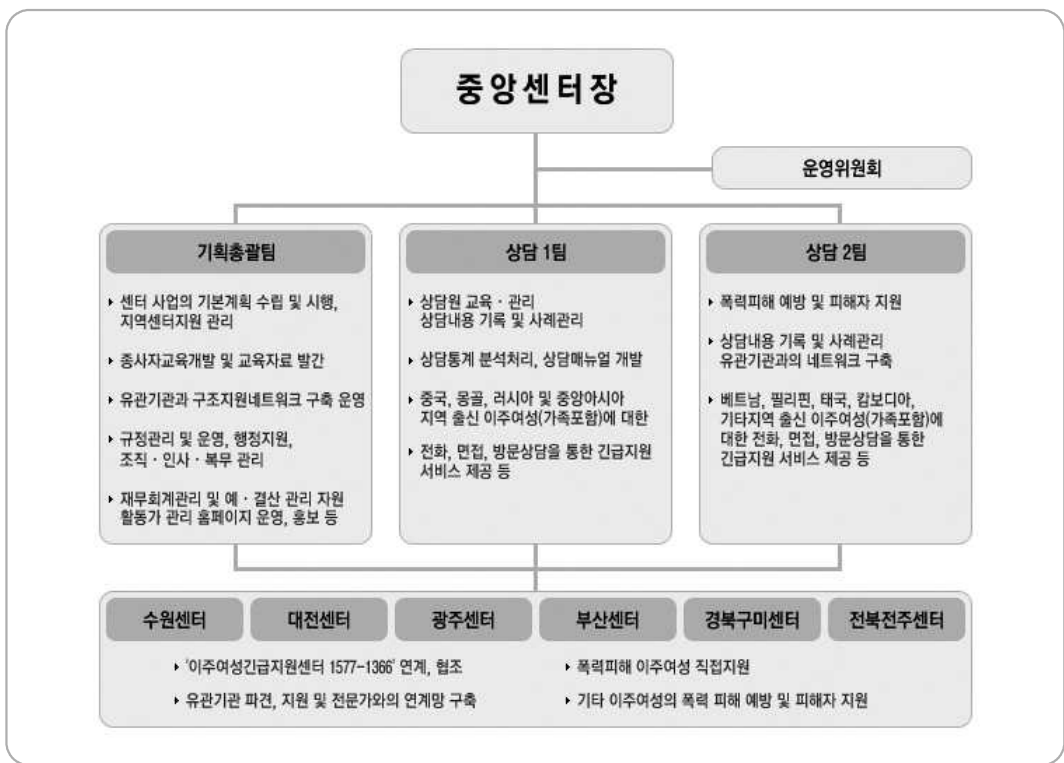 중앙센터장
운영위원회
기획총괄팀
▸ 센터 사업의 기본계획 수립 및 시행,
지역센터지원 관리
▸ 종사자교육개발 및 교육자료 발간
▸ 유관기관과 구조지원네트워크 구축 운영
▸ 규정관리 및 운영, 행정지원,
조직 · 인사 · 복무 관리
▸ 재무회계관리 및 예 · 결산 관리 자원
활동가 관리 홈페이지 운영, 홍보 등
상담 1팀
▸ 상담원 교육 · 관리
상담내용 기록 및 사례관리
▸ 상담통계 분석처리, 상담매뉴얼 개발
▸ 중국, 몽골, 러시아 및 중앙아시아
지역 출신 이주여성(가족포함)에 대한
▸ 전화, 면접, 방문상담을 통한 긴급지원
서비스 제공 등
상담 2팀
▸ 폭력피해 예방 및 피해자 지원
▸ 상담내용 기록 및 사례관리
유관기관과의 네트워크 구축
▸ 베트남, 필리핀, 태국, 캄보디아,
기타지역 출신 이주여성(가족포함)에
대한 전화, 면접, 방문상담을 통한
긴급지원 서비스 제공 등
수원센터
대전센터
광주센터
부산센터
경북구미센터
전북전주센터
▸ '이주여성긴급지원센터 1577-1366' 연계, 협조
▸ 유관기관 파견, 지원 및 전문가와의 연계망 구축
▸ 폭력피해 이주여성 직접지원
▸ 기타 이주여성의 폭력 피해 예방 및 피해자 지원